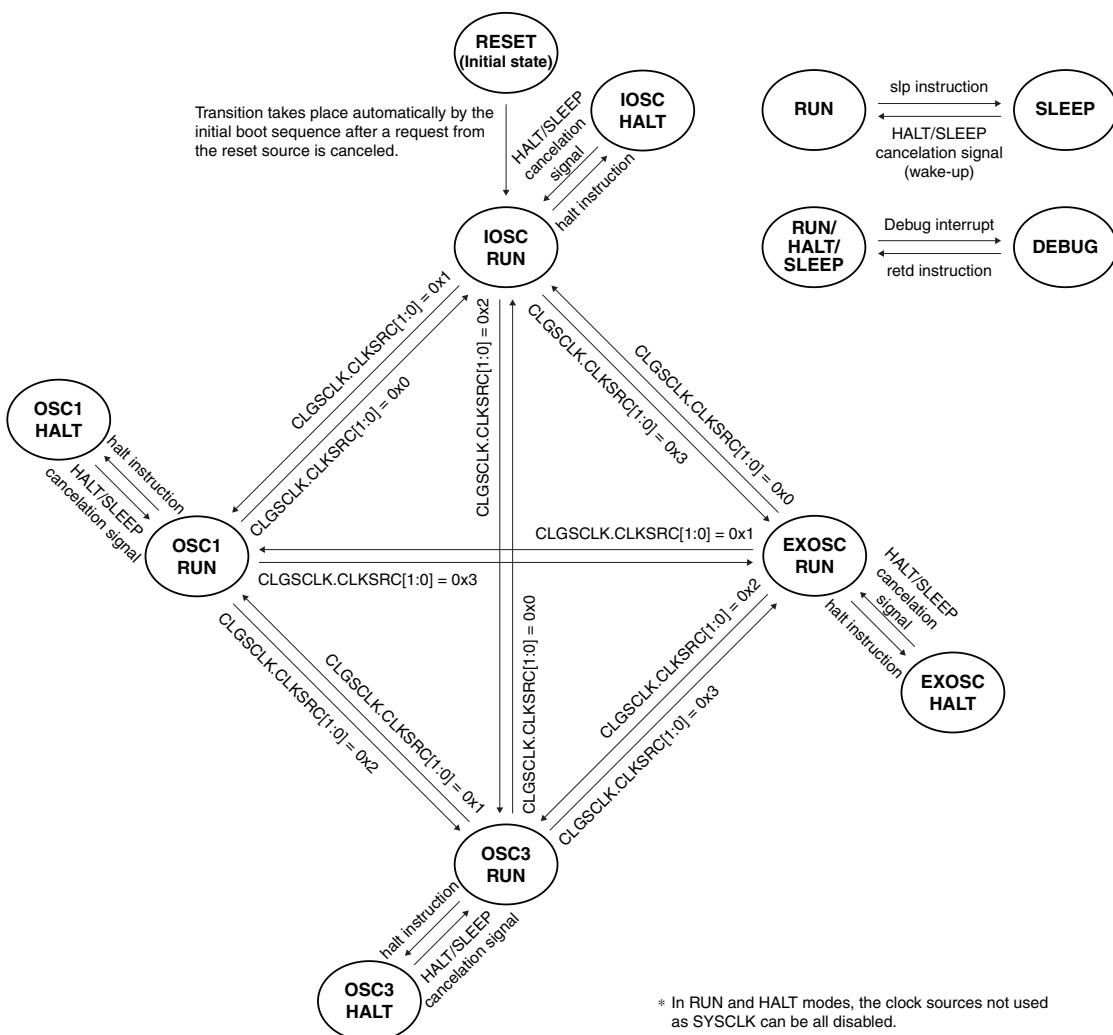 RESET
(Initial state)
Transition takes place automatically by the
initial boot sequence after a request from
the reset source is canceled.
IOSC
HALT
HALT/SLEEP
cancelation
signal
halt instruction
IOSC
RUN
RUN
slp instruction
HALT/SLEEP
cancelation signal
(wake-up)
SLEEP
RUN/
HALT/
SLEEP
Debug interrupt
retd instruction
DEBUG
CLGSCLK.CLKSRC[1:0] = 0x1
CLGSCLK.CLKSRC[1:0] = 0x0
CLGSCLK.CLKSRC[1:0] = 0x2
CLGSCLK.CLKSRC[1:0] = 0x0
CLGSCLK.CLKSRC[1:0] = 0x3
CLGSCLK.CLKSRC[1:0] = 0x0
OSC1
HALT
halt instruction
HALT/SLEEP
cancelation signal
OSC1
RUN
CLGSCLK.CLKSRC[1:0] = 0x1
CLGSCLK.CLKSRC[1:0] = 0x3
EXOSC
RUN
HALT/SLEEP
cancelation
signal
halt instruction
EXOSC
HALT
CLGSCLK.CLKSRC[1:0] = 0x2
CLGSCLK.CLKSRC[1:0] = 0x1
CLGSCLK.CLKSRC[1:0] = 0x2
CLGSCLK.CLKSRC[1:0] = 0x3
OSC3
RUN
halt instruction
HALT/SLEEP
cancelation signal
OSC3
HALT
* In RUN and HALT modes, the clock sources not used
as SYSCLK can be all disabled.